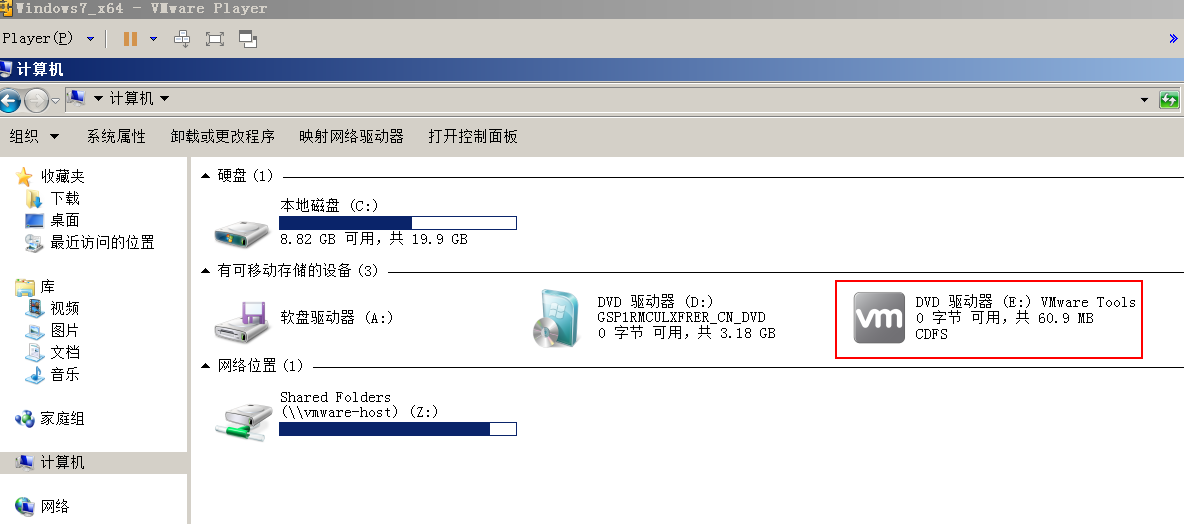 Windows7_x64 - VMware Player
Player(P)
计算机
计算机
组织 系统属性 卸载或更改程序 映射网络驱动器 打开控制面板
收藏夹
下载
桌面
最近访问的位置
库
视频
图片
文档
音乐
家庭组
计算机
网络
硬盘 (1)
本地磁盘 (C:)
8.82 GB 可用，共 19.9 GB
有可移动存储的设备 (3)
软盘驱动器 (A:)
DVD 驱动器 (D:)
GSP1RMCULXFRER_CN_DVD
0 字节 可用，共 3.18 GB
vm
DVD 驱动器 (E:) VMware Tools
0 字节 可用，共 60.9 MB
CDFS
网络位置 (1)
Shared Folders
(\\vmware-host) (Z:)